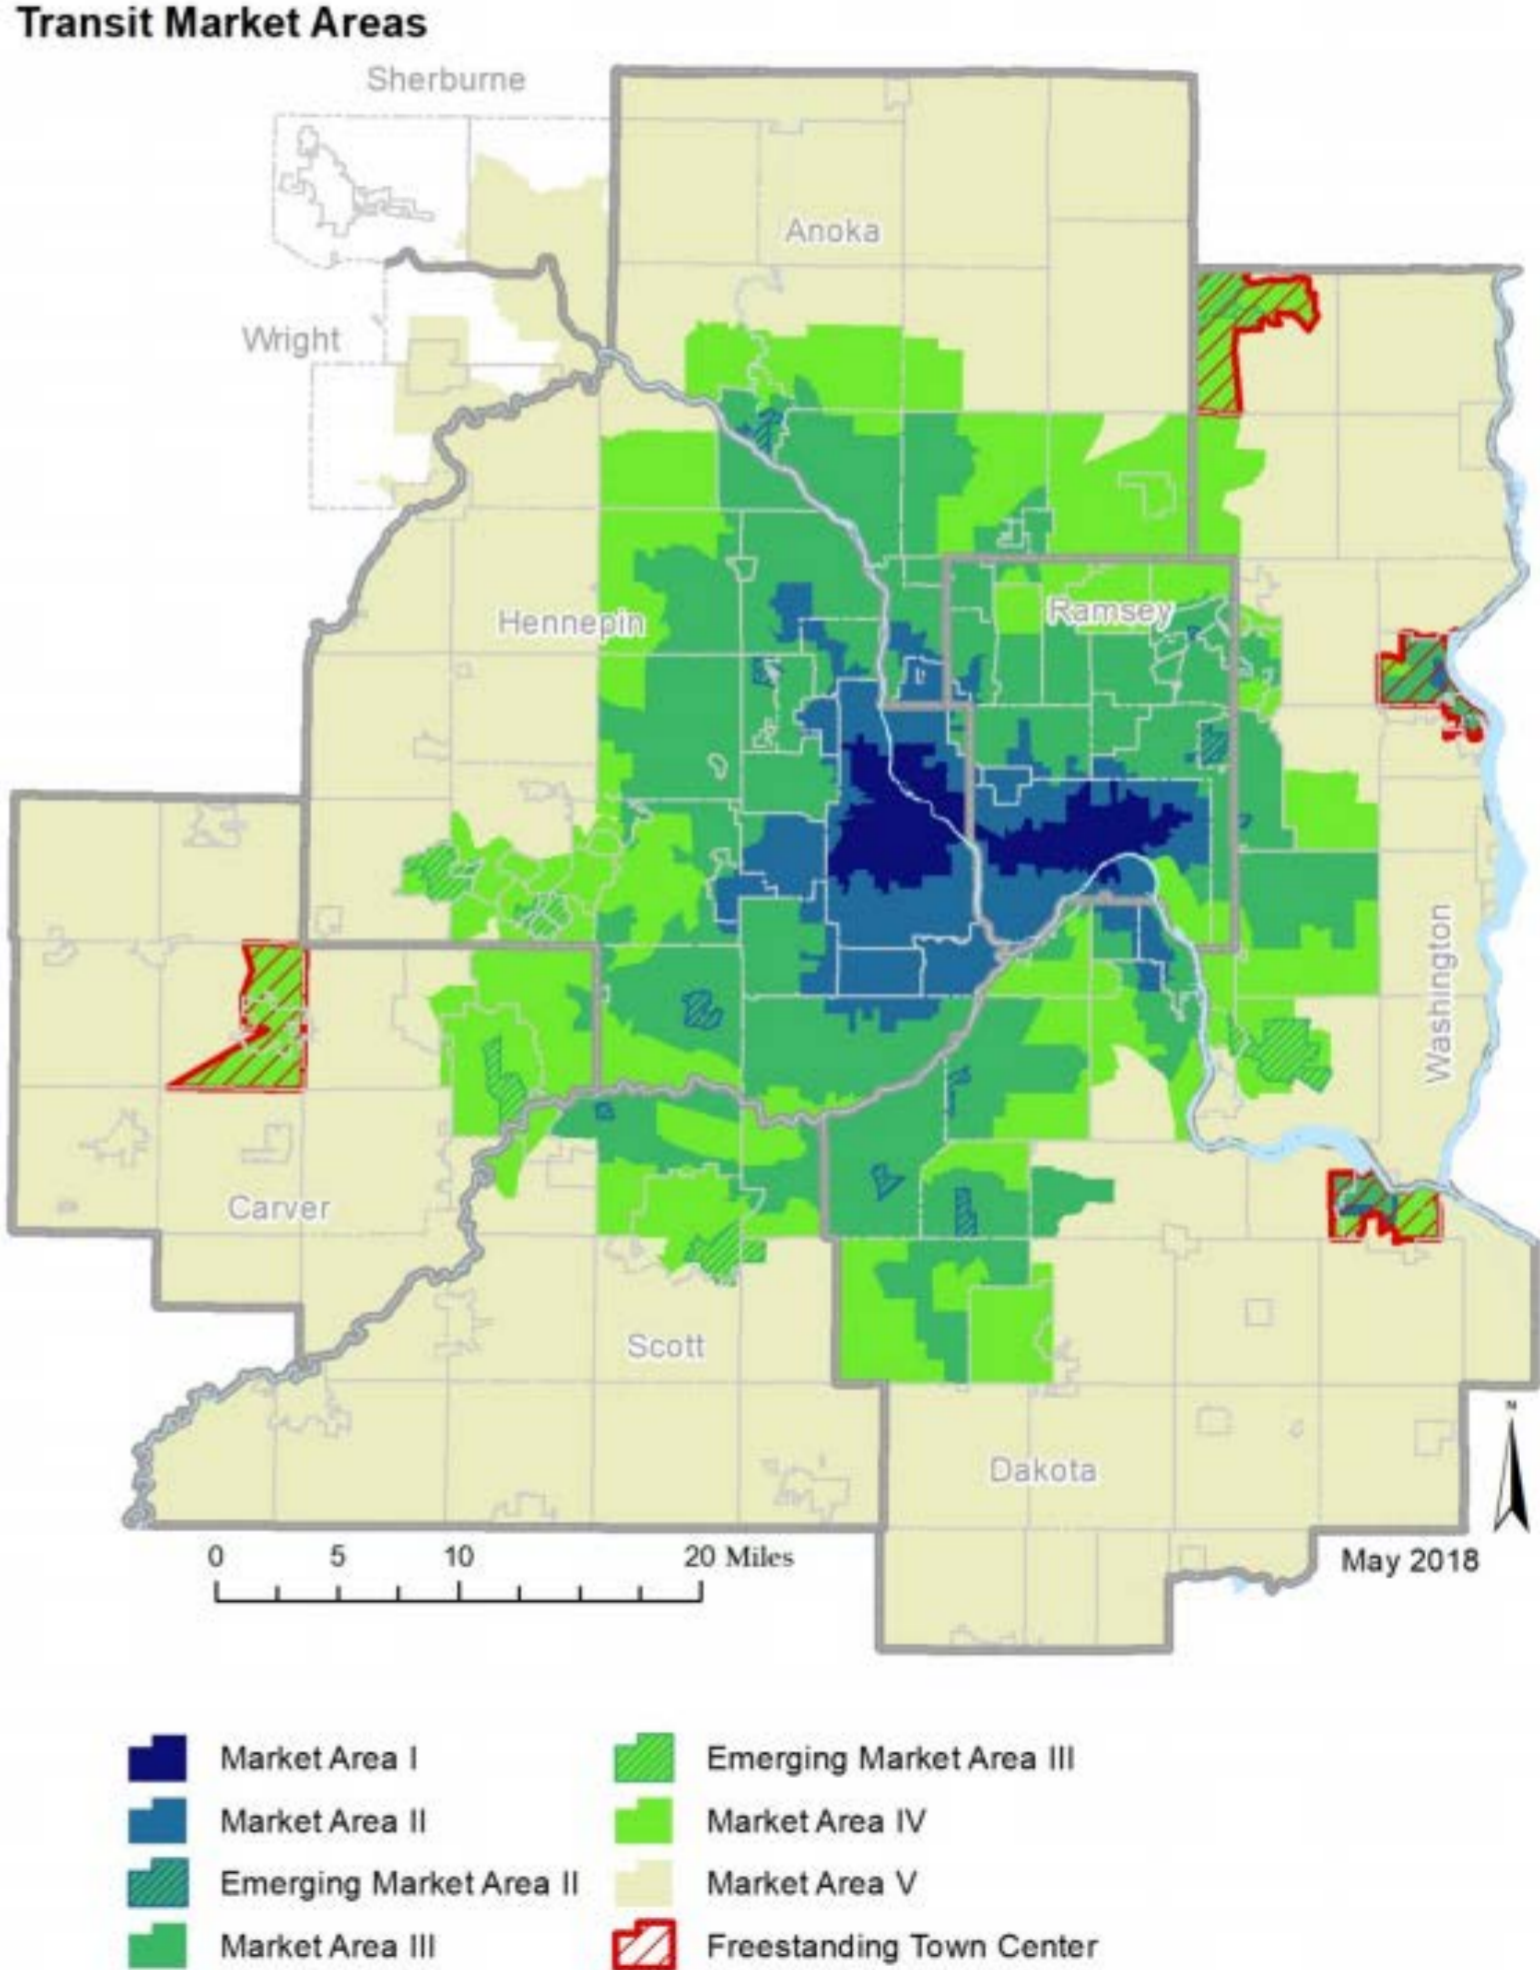 Transit Market Areas
Sherburne
Anoka
Wright
Hennepin
Ramsey
Washington
Carver
Scott
Dakota
N
0 5 10 20 Miles
May 2018
Market Area I
Market Area II
Emerging Market Area II
Market Area III
Emerging Market Area III
Market Area IV
Market Area V
Freestanding Town Center